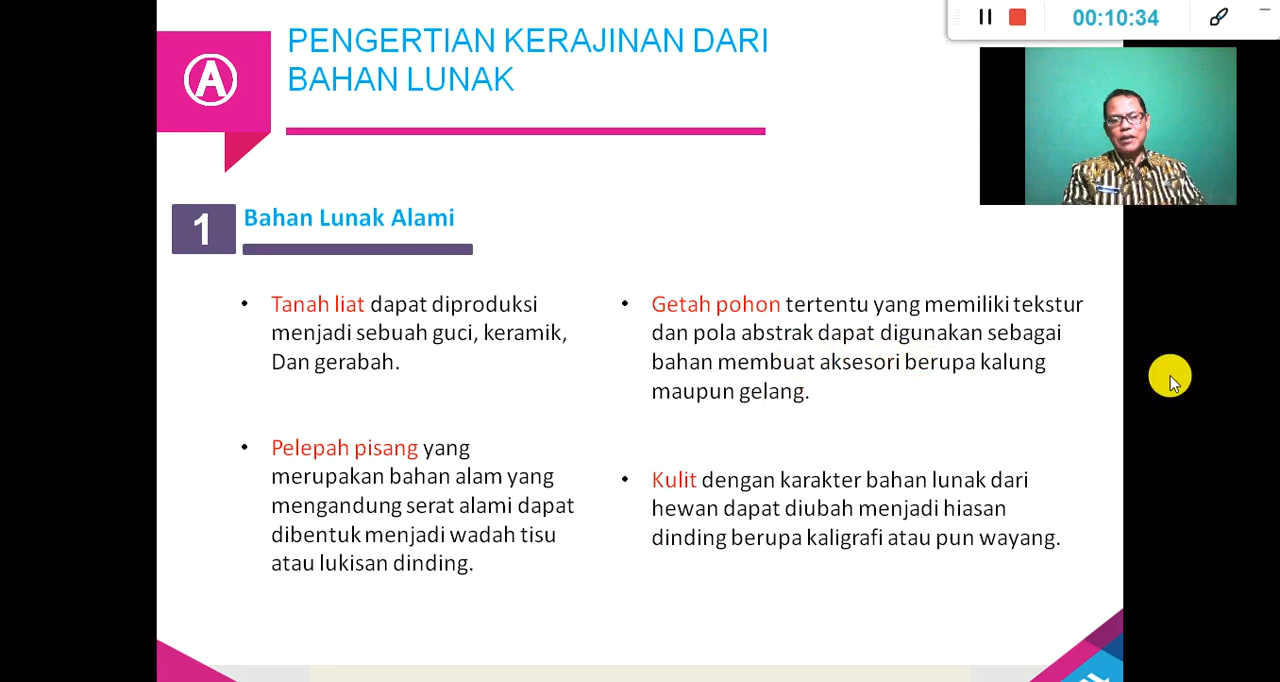 00:10:34
A
PENGERTIAN KERAJINAN DARI
BAHAN LUNAK
1
Bahan Lunak Alami
• Tanah liat dapat diproduksi
menjadi sebuah guci, keramik,
Dan gerabah.
• Pelepah pisang yang
merupakan bahan alam yang
mengandung serat alami dapat
dibentuk menjadi wadah tisu
atau lukisan dinding.
• Getah pohon tertentu yang memiliki tekstur
dan pola abstrak dapat digunakan sebagai
bahan membuat aksesori berupa kalung
maupun gelang.
• Kulit dengan karakter bahan lunak dari
hewan dapat diubah menjadi hiasan
dinding berupa kaligrafi atau pun wayang.